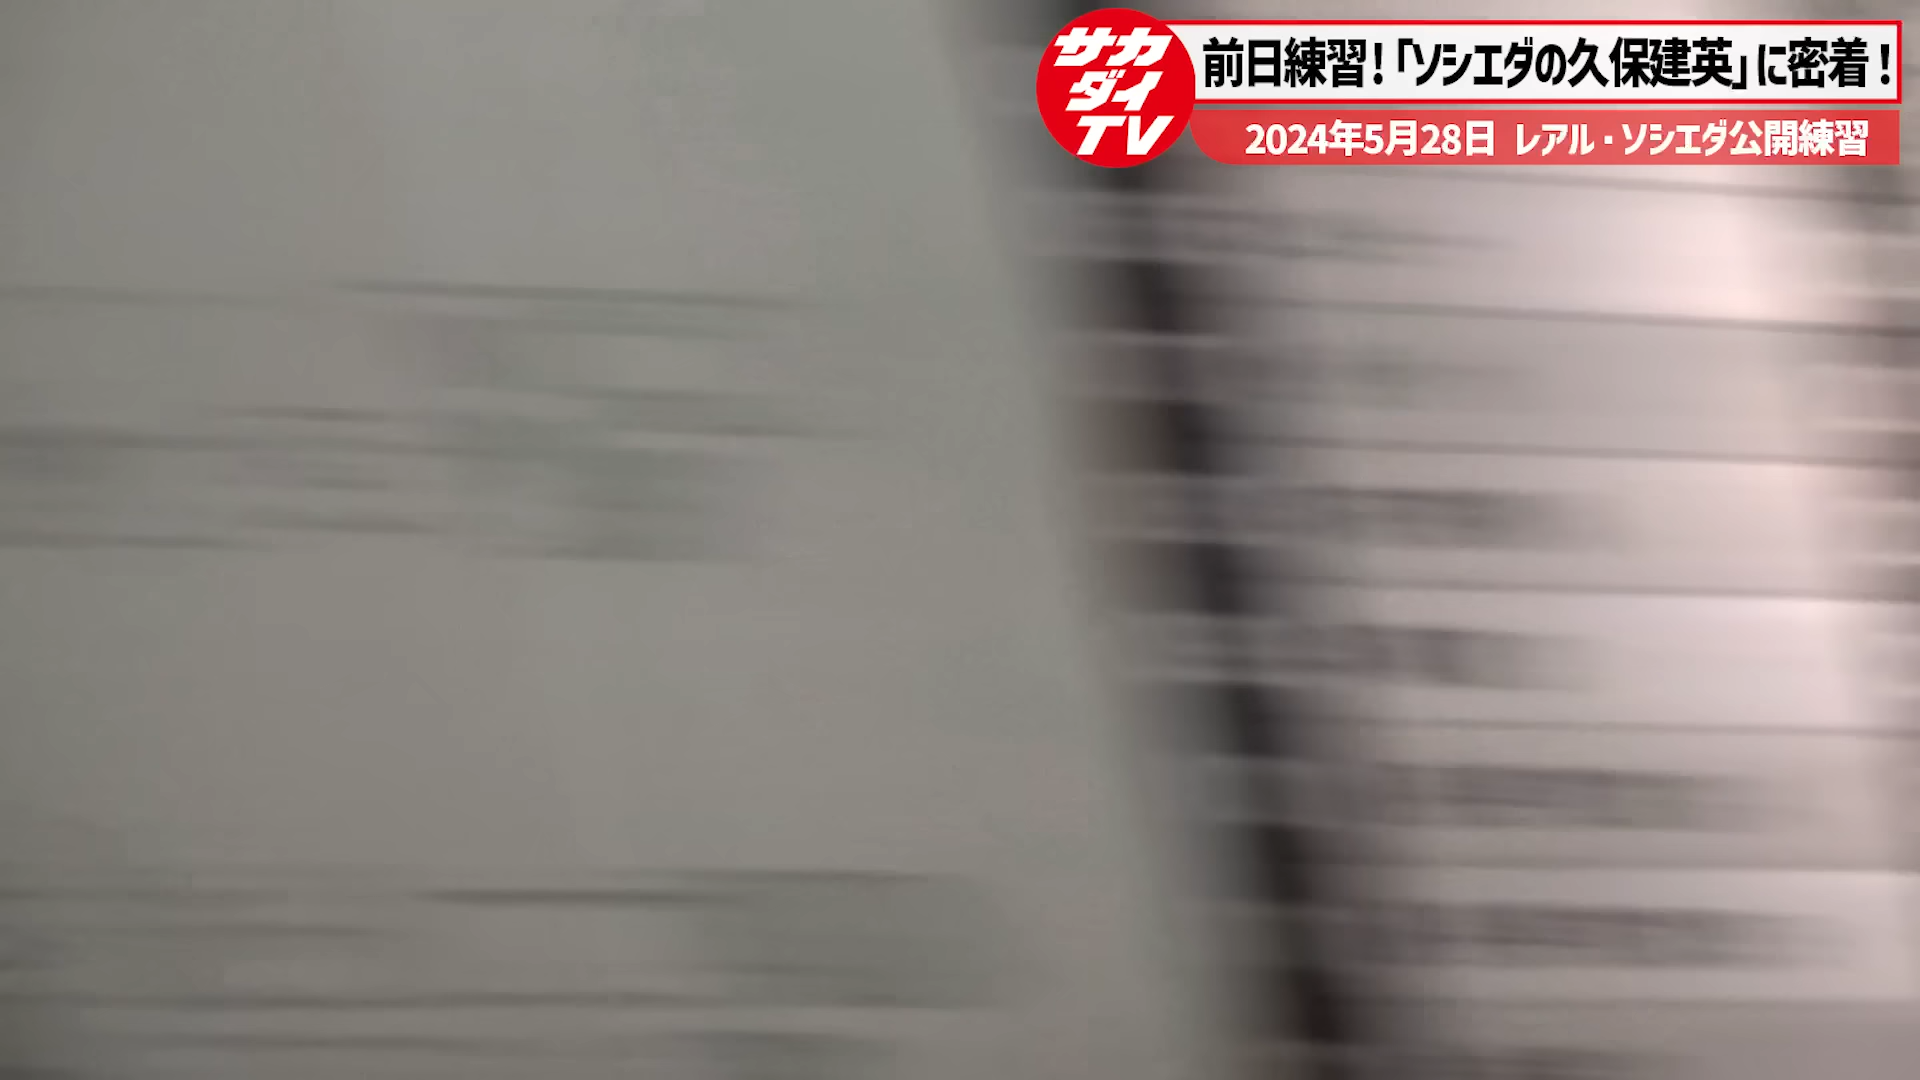 サカ
ダイ
TV
前日練習！「ソシエダの久保建英」に密着！
2024年5月28日 レアル・ソシエダ公開練習